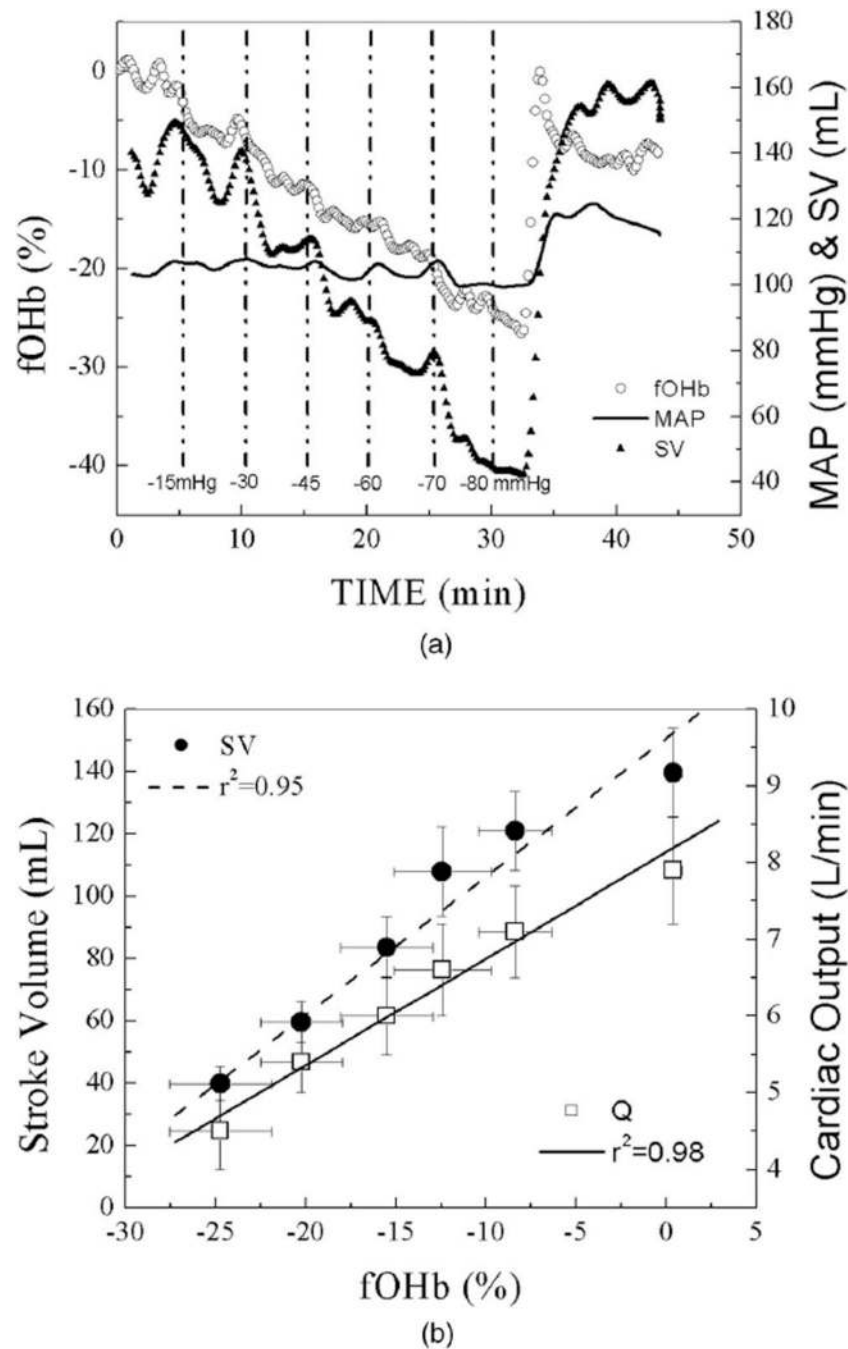 180
160
140
120
100
80
60
40
MAP (mmHg) & SV (mL)
0
-10
-20
-30
-40
fOHb (%)
fOHb
MAP
SV
-15mHg -30 -45 -60 -70 -80 mmHg
0 10 20 30 40 50
TIME (min)
(a)
160
140
120
100
80
60
40
20
0
Stroke Volume (mL)
SV
r²=0.95
10
9
8
7
6
5
4
Cardiac Output (L/min)
Q
r²=0.98
-30 -25 -20 -15 -10 -5 0 5
fOHb (%)
(b)